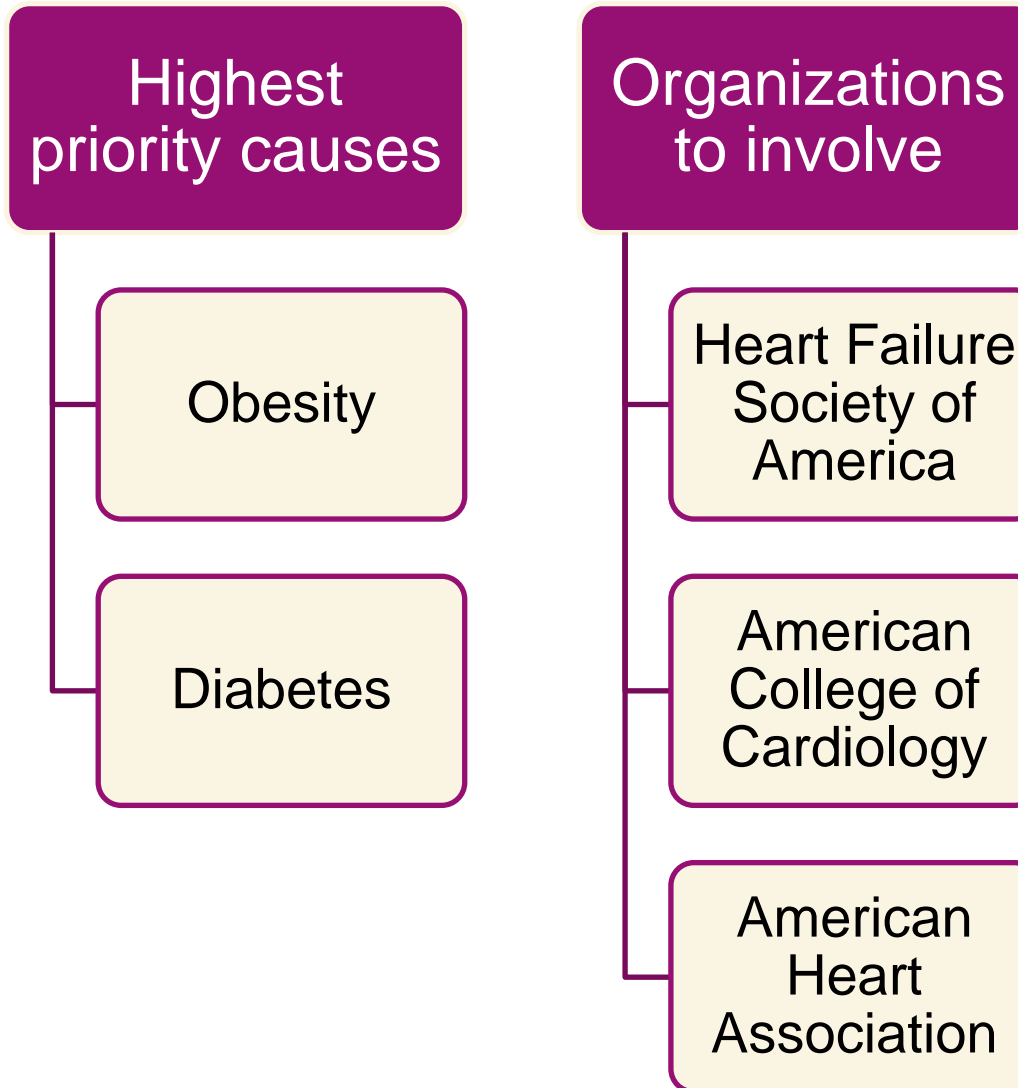 Highest
priority causes
Obesity
Diabetes
Organizations
to involve
Heart Failure
Society of
America
American
College of
Cardiology
American
Heart
Association